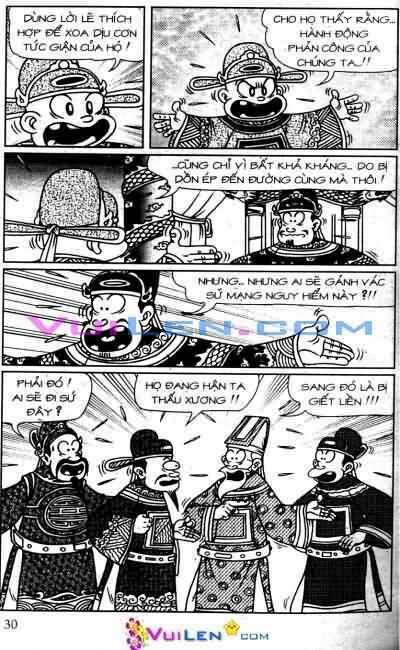 DÙNG LỜI LẼ THÍCH
HỢP ĐỂ XOA DỊU CƠN
TỨC GIẬN CỦA HỌ!
CHO HỌ THẤY RẰNG...
HÀNH ĐỘNG
PHẢN CÔNG CỦA
CHÚNG TA..!!
...CŨNG CHỈ VÌ BẤT KHẢ KHÁNG.. DO BỊ
DỒN ÉP ĐẾN ĐƯỜNG CÙNG MÀ THÔI!
NHƯNG.. NHƯNG AI SẼ GÁNH VÁC
SỨ MẠNG NGUY HIỂM NÀY?!!
VUILEN.COM
PHẢI ĐÓ!
AI SẼ ĐI SỨ
ĐÂY?
HỌ ĐANG HẬN TA
THẤU XƯƠNG!!
SANG ĐÓ LÀ BỊ
GIẾT LIỀN!!!
30
VUILEN.COM